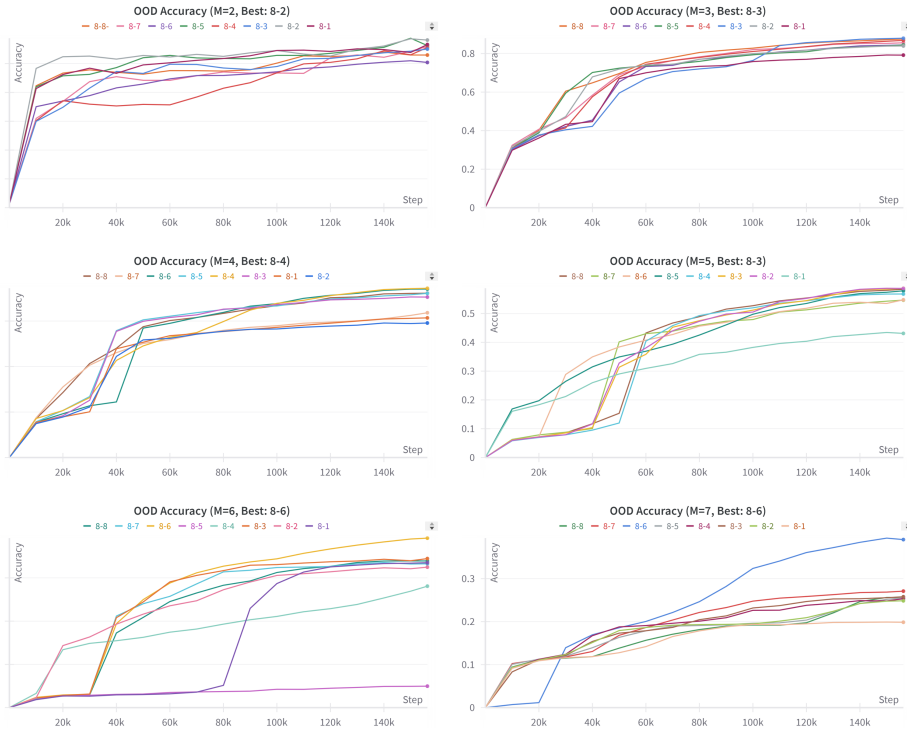 OOD Accuracy (M=2, Best: 8-2)
8-8- 8-7 8-6 8-5 8-4 8-3 8-2 8-1
Accuracy
Step
20k 40k 60k 80k 100k 120k 140k
OOD Accuracy (M=3, Best: 8-3)
8-8 8-7 8-6 8-5 8-4 8-3 8-2 8-1
Accuracy
0.8
0.6
0.4
0.2
0
Step
20k 40k 60k 80k 100k 120k 140k
OOD Accuracy (M=4, Best: 8-4)
8-8 8-7 8-6 8-5 8-4 8-3 8-1 8-2
Accuracy
Step
20k 40k 60k 80k 100k 120k 140k
OOD Accuracy (M=5, Best: 8-3)
8-8 8-7 8-6 8-5 8-4 8-3 8-2 8-1
Accuracy
0.5
0.4
0.3
0.2
0.1
0
Step
20k 40k 60k 80k 100k 120k 140k
OOD Accuracy (M=6, Best: 8-6)
8-8 8-7 8-6 8-5 8-4 8-3 8-2 8-1
Accuracy
Step
20k 40k 60k 80k 100k 120k 140k
OOD Accuracy (M=7, Best: 8-6)
8-8 8-7 8-6 8-5 8-4 8-3 8-2 8-1
Accuracy
0.3
0.2
0.1
0
Step
20k 40k 60k 80k 100k 120k 140k